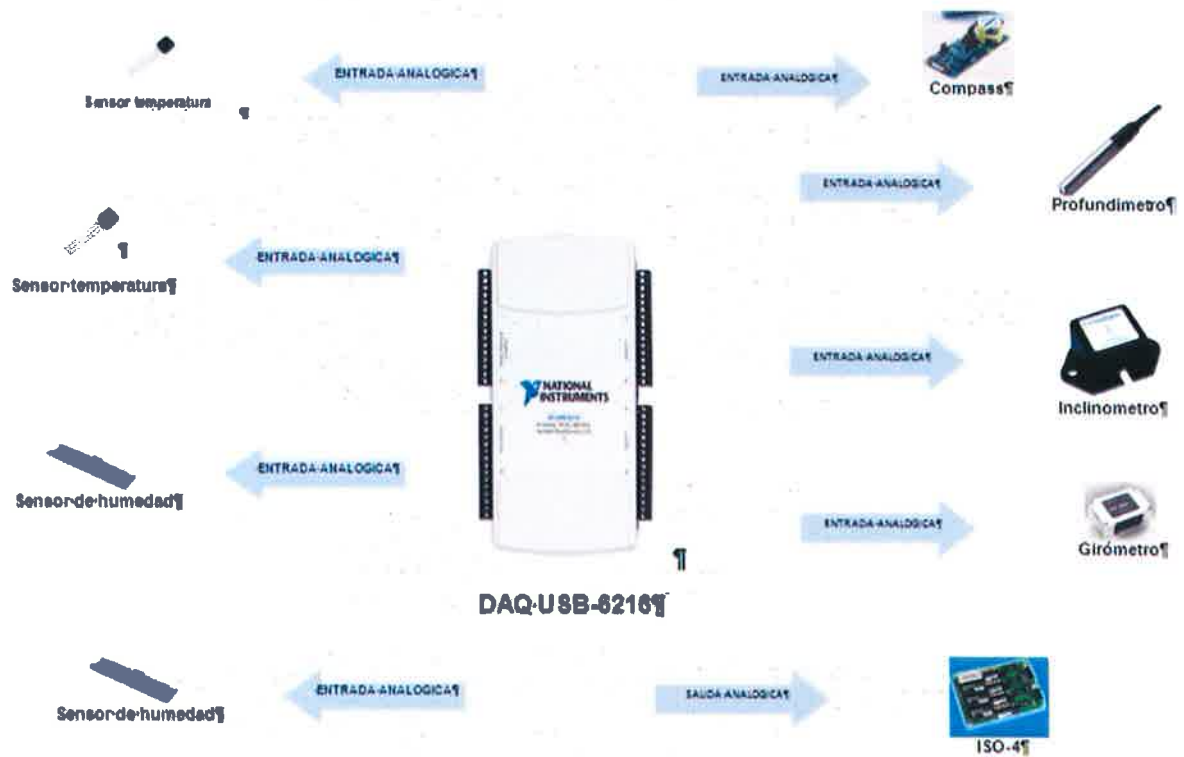 ENTRADA·ANALOGICA¶
ENTRADA·ANALOGICA¶
Compass¶
Sensor temperatura
¶
ENTRADA·ANALOGICA¶
Profundimetro¶
¶
ENTRADA·ANALOGICA¶
Sensor·temperatura¶
NATIONAL
INSTRUMENTS
ENTRADA·ANALOGICA¶
Inclinometro¶
ENTRADA·ANALOGICA¶
Sensor·de·humedad¶
ENTRADA·ANALOGICA¶
Girómetro¶
¶
DAQ·USB-6216¶
ENTRADA·ANALOGICA¶
SALIDA·ANALOGICA¶
Sensor·de·humedad¶
ISO-4¶